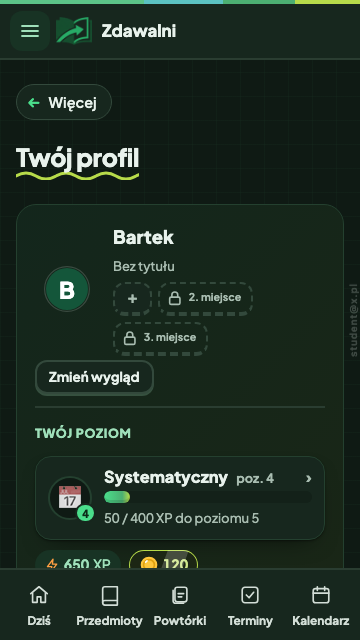 Zdawalni
← Więcej
Twój profil
Bartek
B
Bez tytułu
+
2. miejsce
3. miejsce
Zmień wygląd
student@x.pl
TWÓJ POZIOM
Systematyczny poz. 4 ›
17
4
50 / 400 XP do poziomu 5
650 XP
120
Dziś Przedmioty Powtórki Terminy Kalendarz